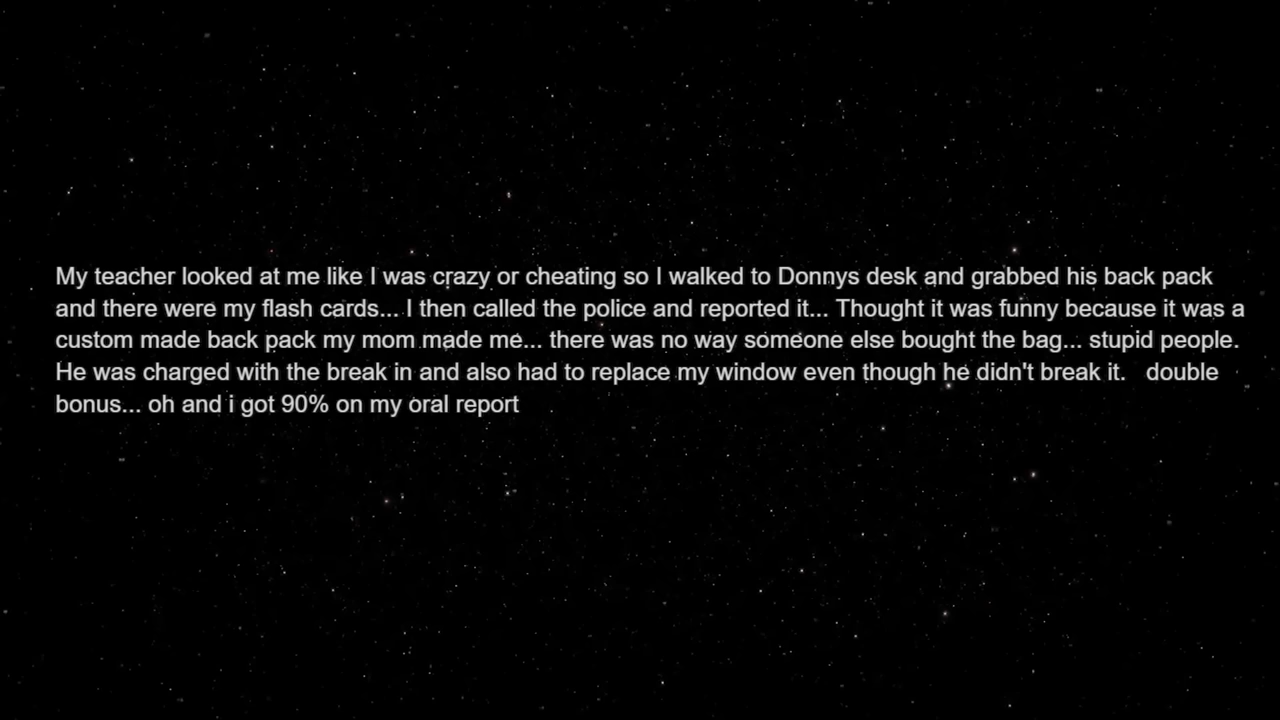 My teacher looked at me like I was crazy or cheating so I walked to Donnys desk and grabbed his back pack
and there were my flash cards... I then called the police and reported it... Thought it was funny because it was a
custom made back pack my mom made me... there was no way someone else bought the bag... stupid people.
He was charged with the break in and also had to replace my window even though he didn't break it.   double
bonus... oh and i got 90% on my oral report